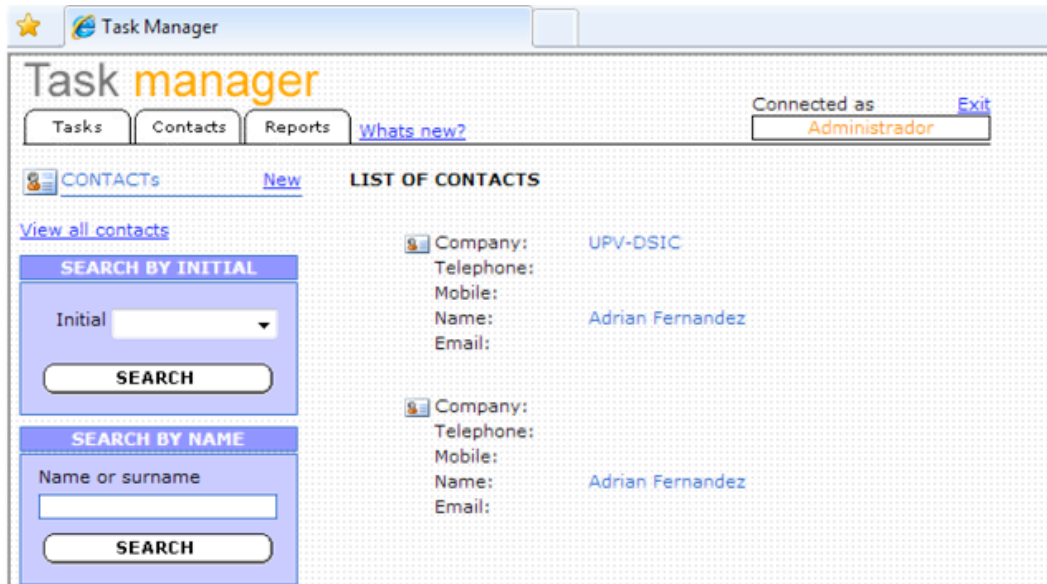 Task Manager
Task manager
Connected as Exit
Tasks Contacts Reports Whats new? Administrador
CONTACTs New LIST OF CONTACTS
View all contacts
SEARCH BY INITIAL
Initial
SEARCH
SEARCH BY NAME
Name or surname
SEARCH
Company: UPV-DSIC
Telephone:
Mobile:
Name: Adrian Fernandez
Email:
Company:
Telephone:
Mobile:
Name: Adrian Fernandez
Email: